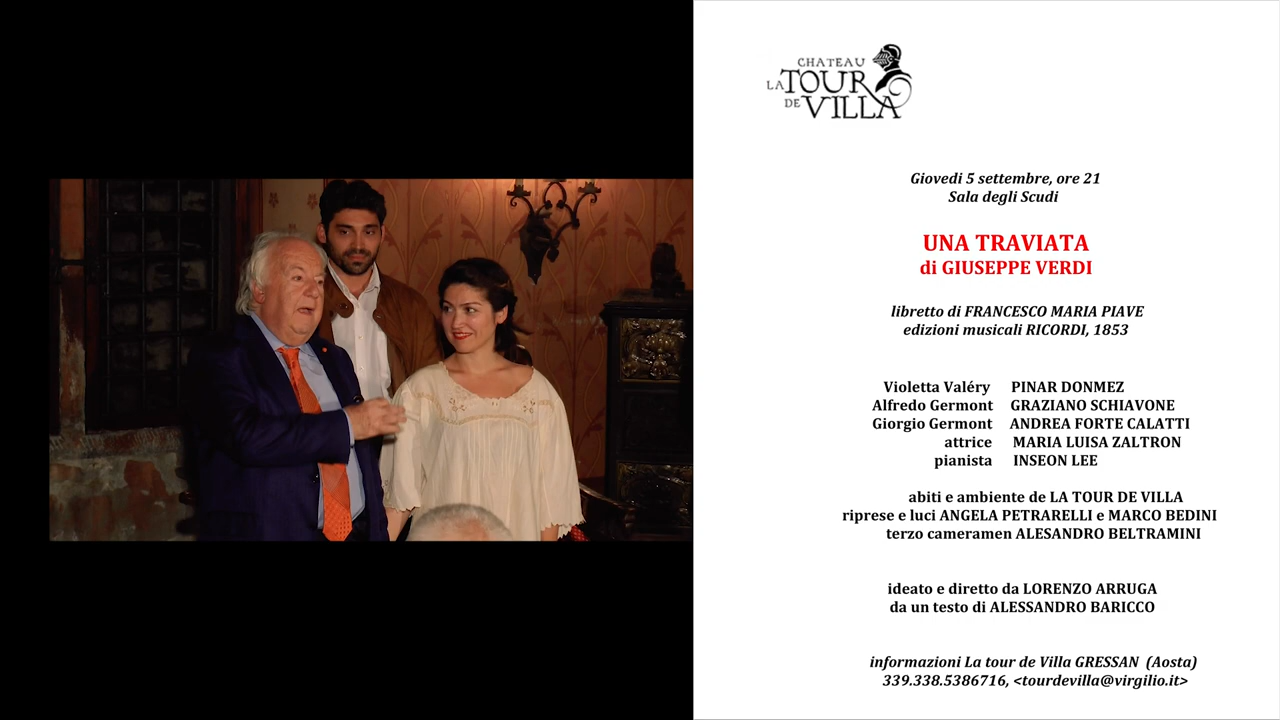 CHATEAU
LA TOUR
DE VILLA
Giovedì 5 settembre, ore 21
Sala degli Scudi
UNA TRAVIATA
di GIUSEPPE VERDI
libretto di FRANCESCO MARIA PIAVE
edizioni musicali RICORDI, 1853
Violetta Valéry PINAR DONMEZ
Alfredo Germont GRAZIANO SCHIAVONE
Giorgio Germont ANDREA FORTE CALATTI
attrice MARIA LUISA ZALTRON
pianista INSEON LEE
abiti e ambiente de LA TOUR DE VILLA
riprese e luci ANGELA PETRARELLI e MARCO BEDINI
terzo cameramen ALESANDRO BELTRAMINI
ideato e diretto da LORENZO ARRUGA
da un testo di ALESSANDRO BARICCO
informazioni La tour de Villa GRESSAN (Aosta)
339.338.5386716, <tourdevilla@virgilio.it>